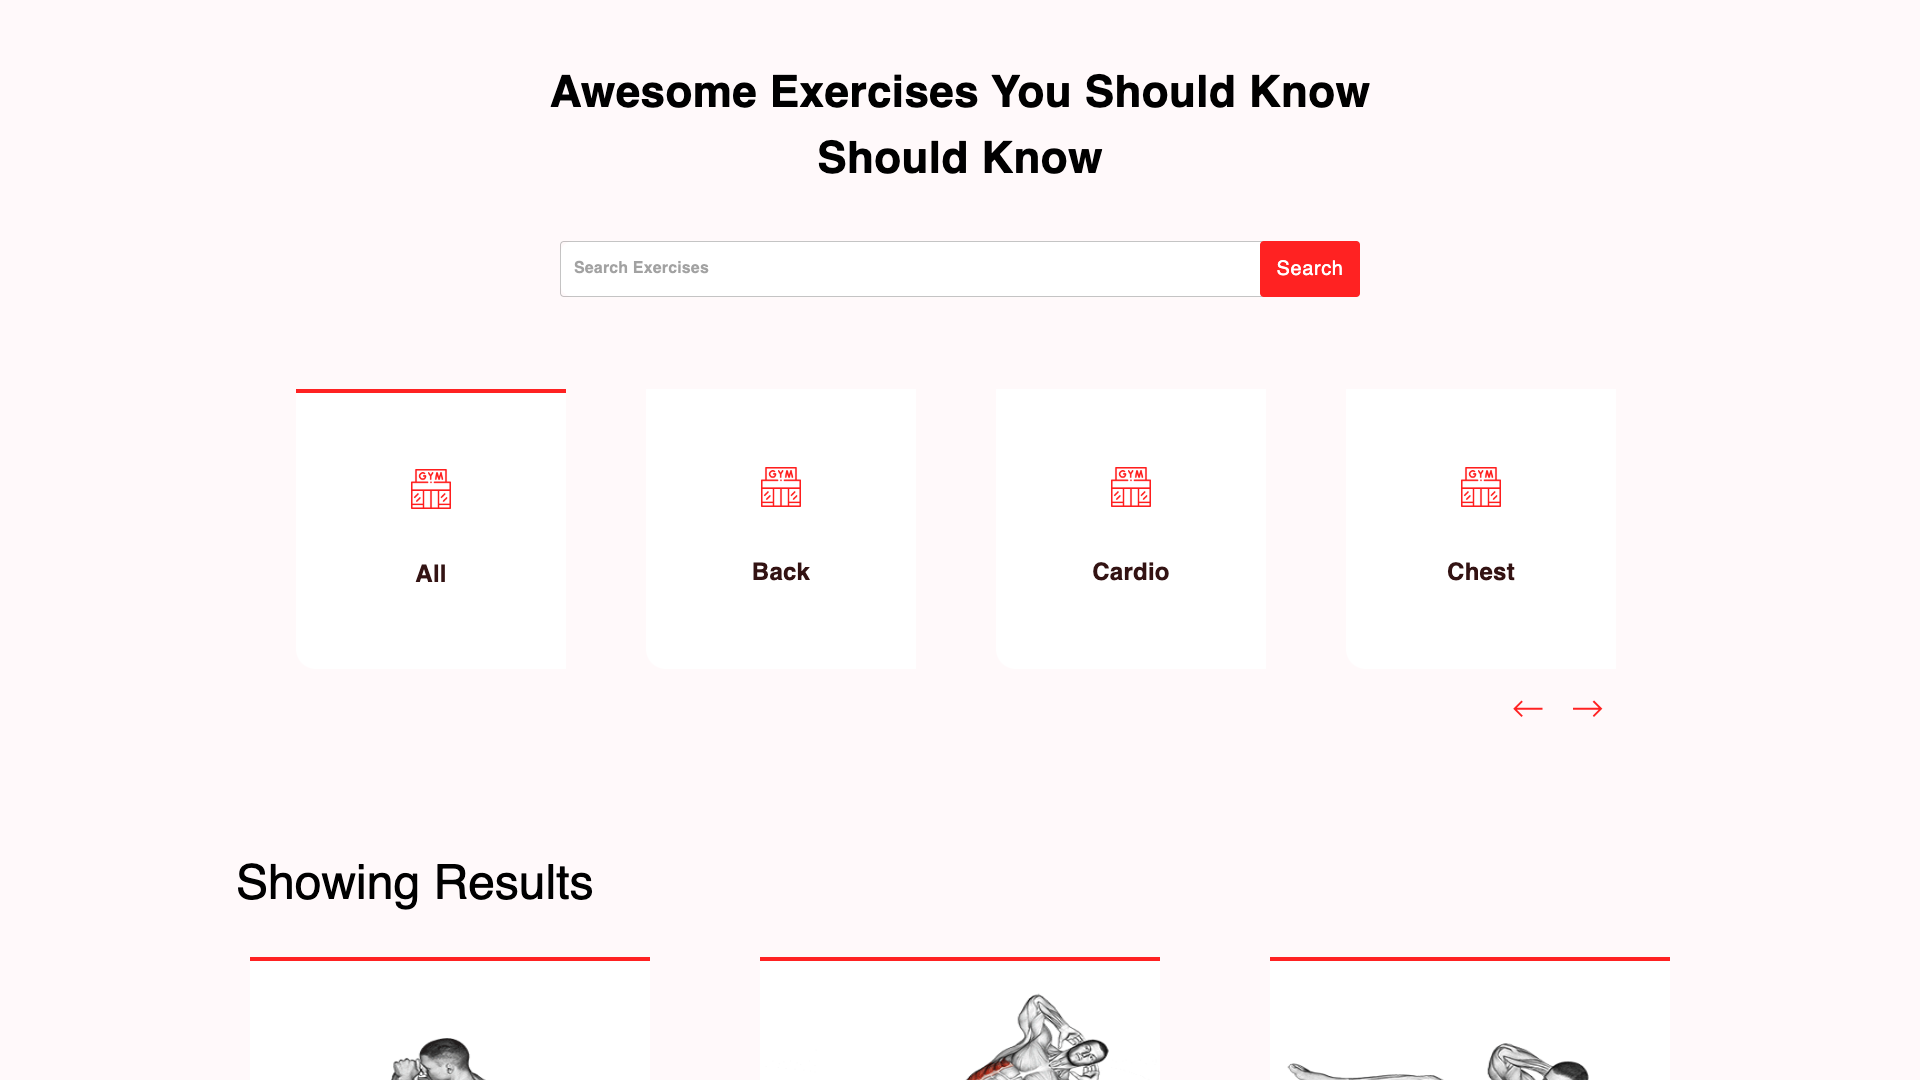 Awesome Exercises You Should Know
Should Know
Search Exercises
Search
GYM
GYM
GYM
GYM
All
Back
Cardio
Chest
Showing Results